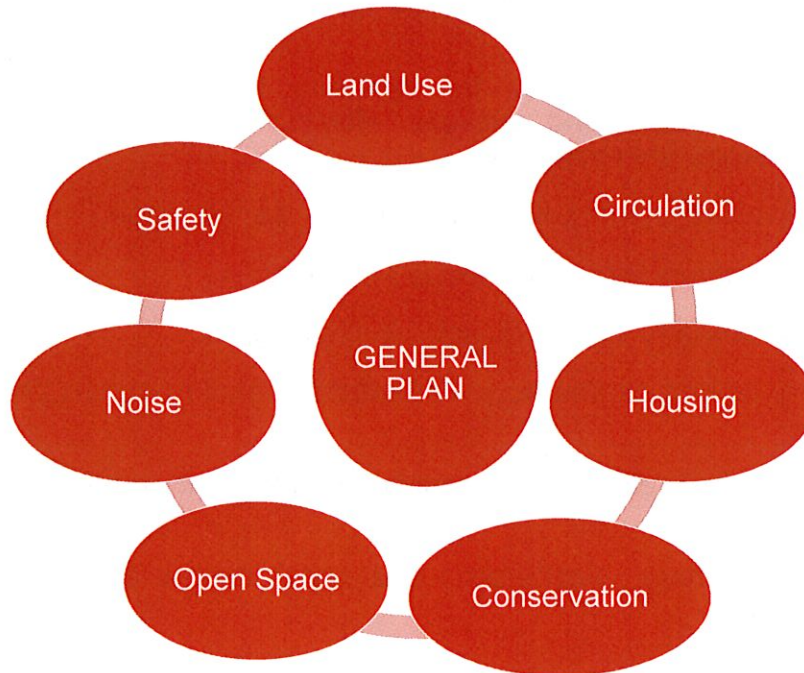 Land Use
Circulation
Housing
Conservation
Open Space
Noise
Safety
GENERAL
PLAN